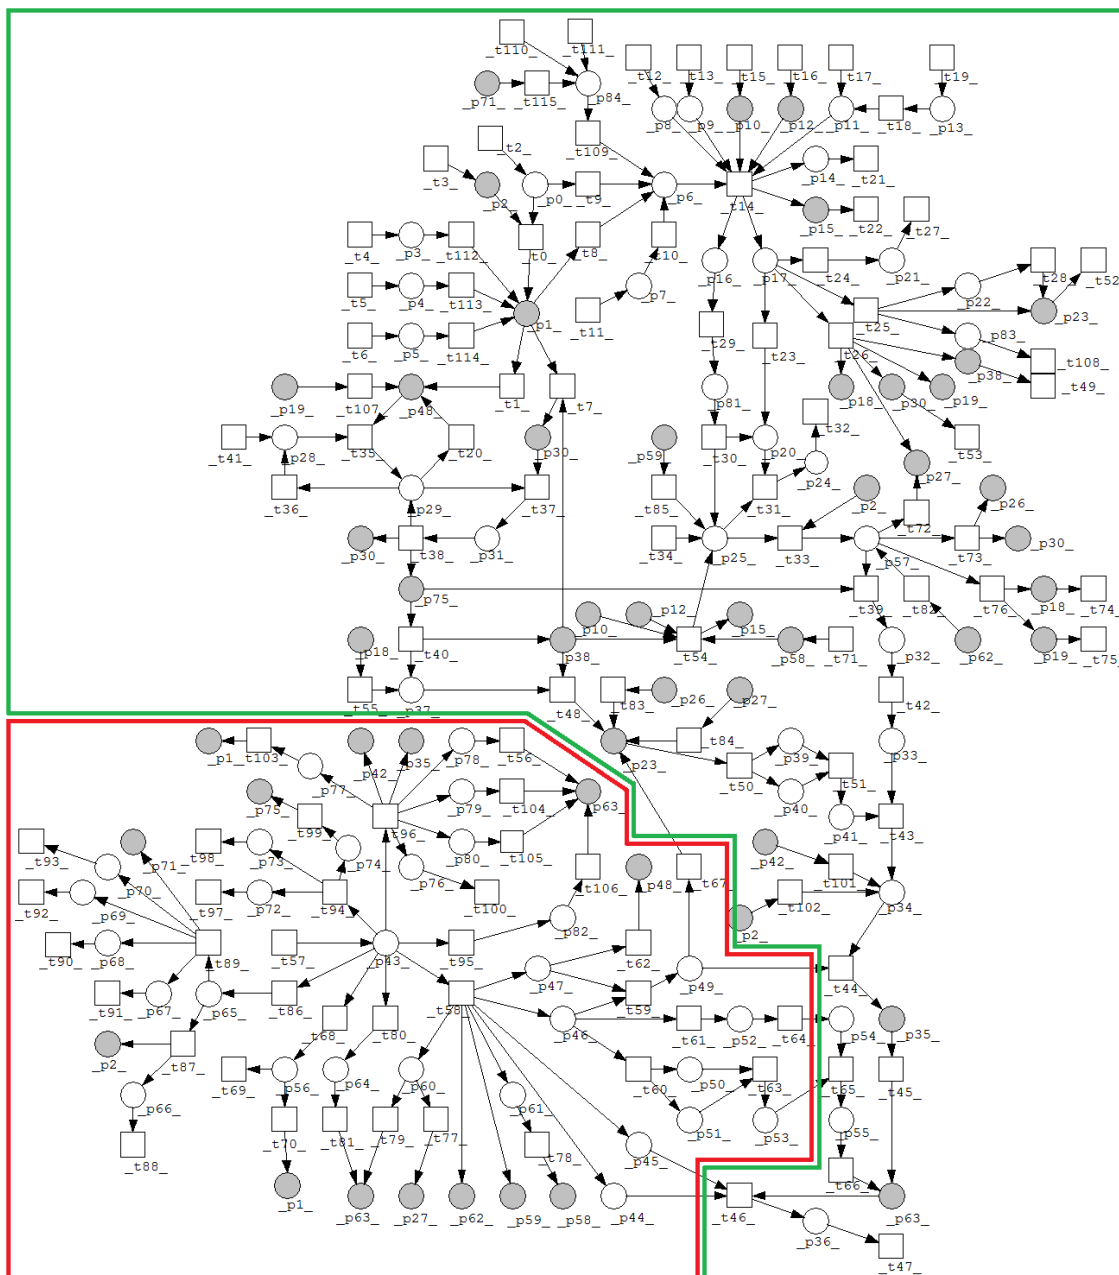 _t110_ _t111_
_t12_ _t13_ _t15_ _t16_ _t17_ _t19_
_p71_ _t115_ _p84_
_p8_ _p9_ _p10_ _p12_ _p11_ _t18_ _p13_
_t2_ _t109_
_t3_ _p14_ _t21_
_p2_ _p0_ _t9_ _p6_ _t14_
_p15_ _t22_ _t27_
_t4_ _p3_ _t112_ _t0_ _t8_ _t10_
_p16_ _p17_ _t24_ _p21_ _t28_ _t52_
_t5_ _p4_ _t113_ _p7_ _p22_
_p1_ _t11_ _t25_ _p23_
_t6_ _p5_ _t114_ _t29_ _t23_ _t26_ _p83_
_p38_ _t108_
_p19_ _t107_ _p48_ _t1_ _t7_ _p81_ _p18_ _p30_ _p19_ _t49_
_t32_
_t41_ _p28_ _t35_ _t20_ _p30_ _p59_ _t30_ _p20_ _t53_
_p24_ _p27_
_t36_ _p29_ _t37_ _t85_ _t31_ _p2_ _p26_
_t72_
_p30_ _t38_ _p31_ _t34_ _p25_ _t33_ _p57_ _t73_ _p30_
_p75_ _t39_ _t82_ _t76_ _p18_ _t74_
_p10_ _p12_ _p15_
_p18_ _t40_ _p38_ _t54_ _p58_ _t71_ _p32_ _p62_ _p19_ _t75_
_t55_ _p37_ _t48_ _t83_ _p26_ _p27_ _t42_
_p1_ _t103_ _p42_ _p35_ _p78_ _t56_ _p23_ _t84_ _p39_ _p33_
_p77_ _t50_ _t51_
_p75_ _p79_ _t104_ _p63_ _p40_
_t99_ _t96_ _p41_ _t43_
_t93_ _p71_ _t98_ _p73_ _p74_ _p80_ _t105_ _p42_
_p70_ _p76_ _t106_ _p48_ _t67_ _t101_
_t92_ _p69_ _t97_ _p72_ _t94_ _t100_ _t102_ _p34_
_p82_ _p2_
_t90_ _p68_ _t89_ _t57_ _p43_ _t95_ _t62_
_p47_ _p49_ _t44_
_t91_ _p67_ _p65_ _t86_ _t58_ _t59_
_t68_ _t80_ _p46_ _t61_ _p52_ _t64_ _p54_ _p35_
_p2_ _t87_
_t69_ _p56_ _p64_ _p60_ _t60_ _p50_ _t63_ _t65_ _t45_
_p66_ _p61_
_t70_ _t81_ _t79_ _t77_ _p51_ _p53_ _p55_
_t88_ _t78_ _p45_
_t66_
_p1_ _p63_ _p27_ _p62_ _p59_ _p58_ _p44_ _t46_ _p63_
_p36_
_t47_